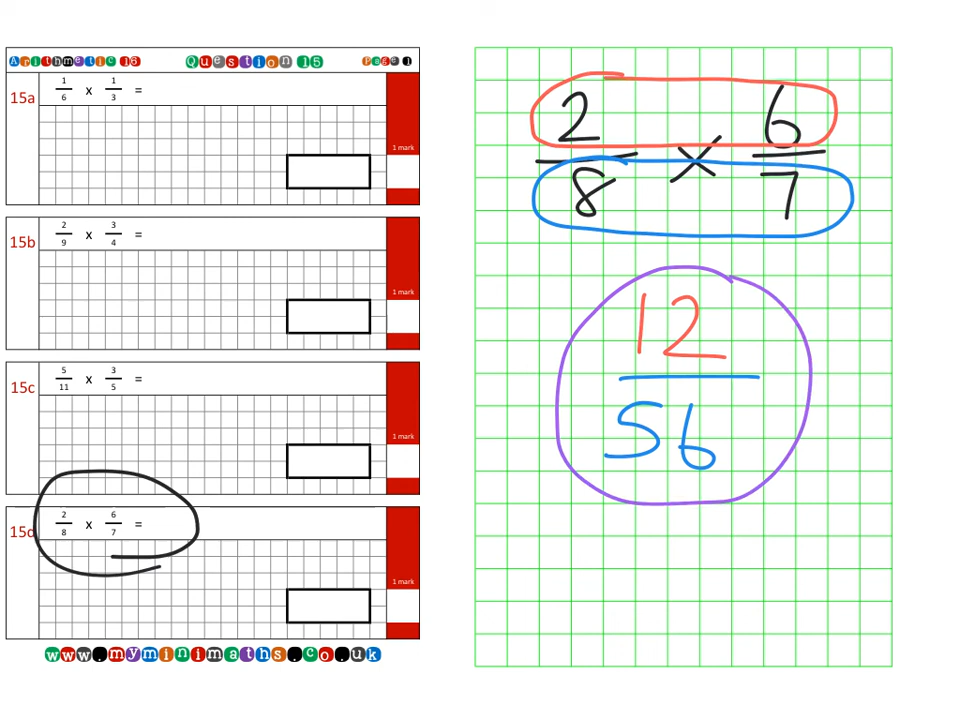 Arithmetic 16 Question 15 Page 1
15a 1/6 x 1/3 =
1 mark
15b 2/9 x 3/4 =
1 mark
15c 5/11 x 3/5 =
1 mark
15d 2/8 x 6/7 =
1 mark
www.myminimaths.co.uk
2/8 × 6/7
12/56